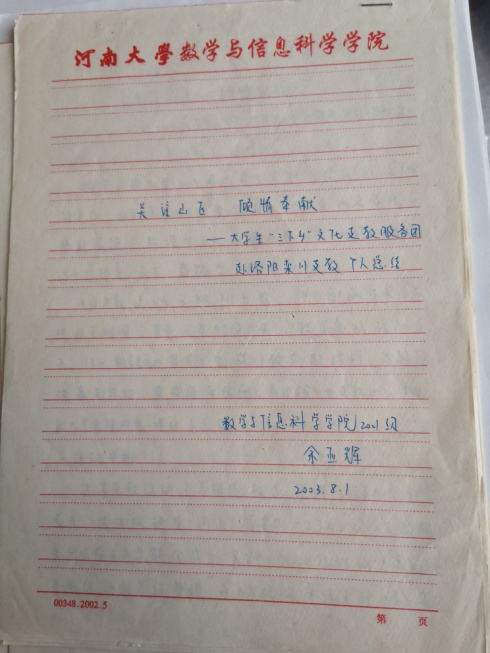 河南大學数学与信息科学学院
关注山区 倾情奉献
——大学生“三下乡”文化支教服务团
赴洛阳栾川支教 个人总结
数学与信息科学学院2001级
余亚辉
2003.8.1
00348.2002.5
第 页